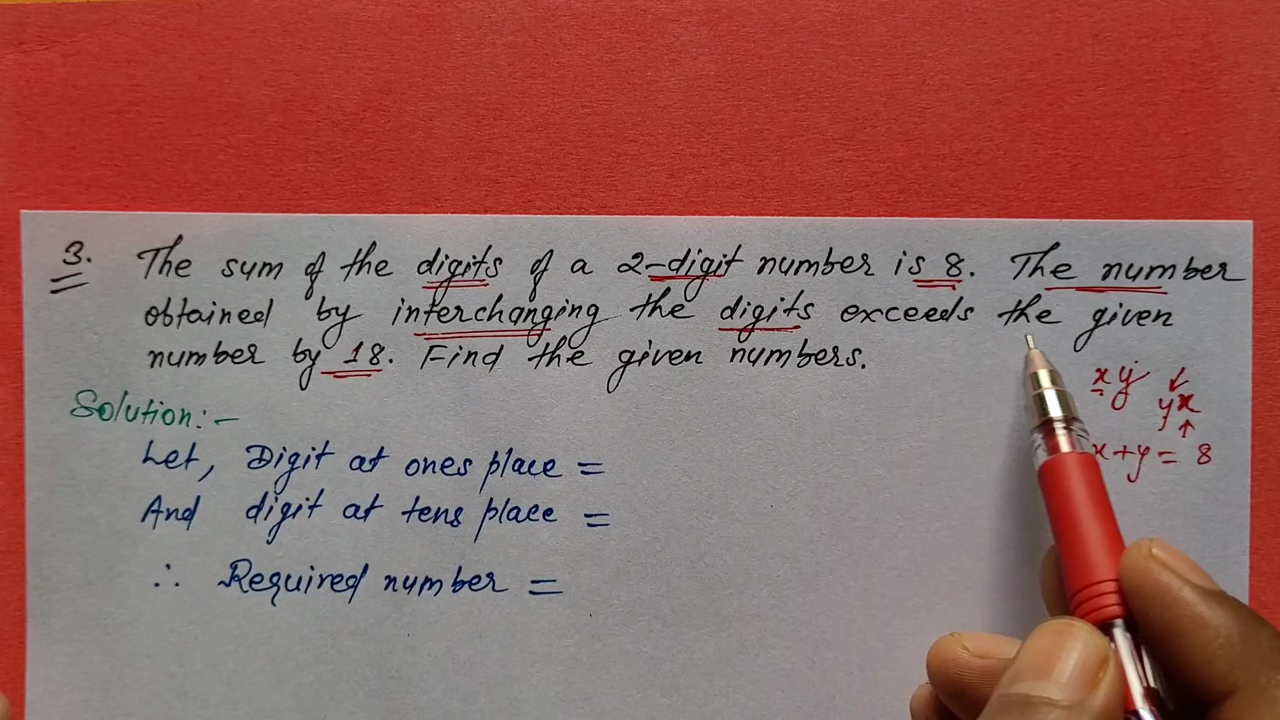 3. The sum of the digits of a 2-digit number is 8. The number
obtained by interchanging the digits exceeds the given
number by 18. Find the given numbers.
xy
yx
x+y = 8
Solution:-
Let, Digit at ones place =
And digit at tens place =
∴ Required number =